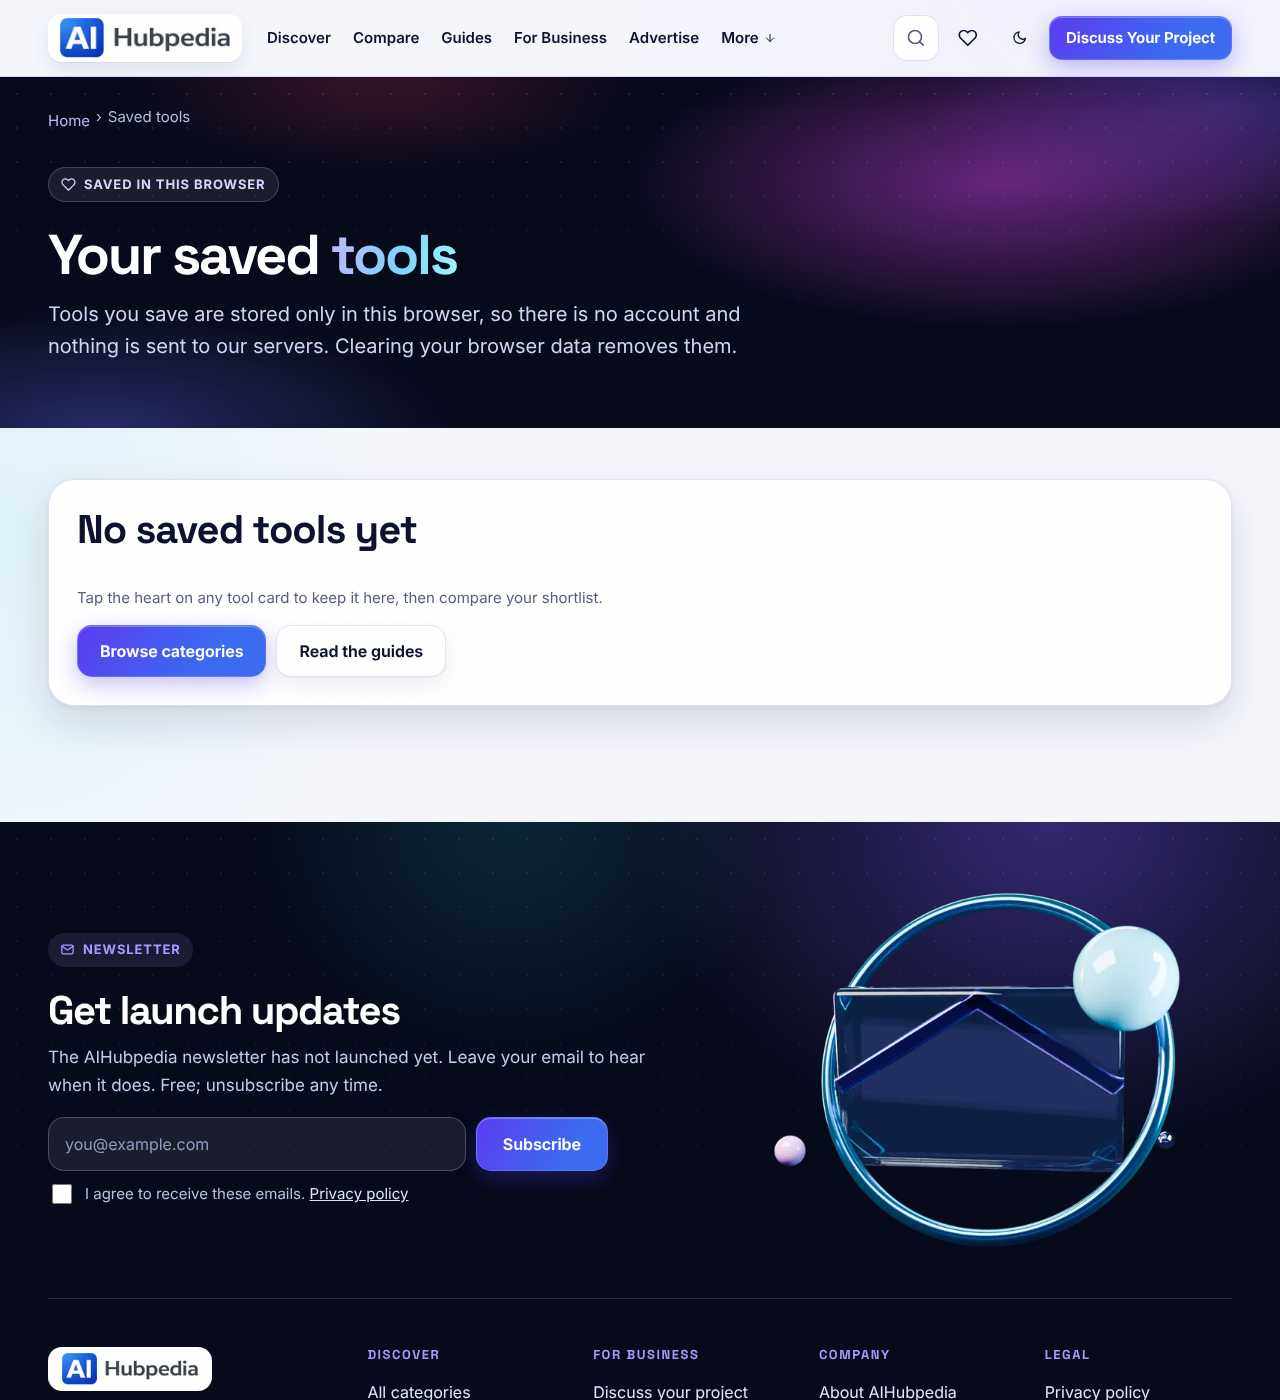 AI Hubpedia
Discover Compare Guides For Business Advertise More ↓
Discuss Your Project
Home › Saved tools
SAVED IN THIS BROWSER
Your saved tools
Tools you save are stored only in this browser, so there is no account and
nothing is sent to our servers. Clearing your browser data removes them.
No saved tools yet
Tap the heart on any tool card to keep it here, then compare your shortlist.
Browse categories Read the guides
NEWSLETTER
Get launch updates
The AIHubpedia newsletter has not launched yet. Leave your email to hear
when it does. Free; unsubscribe any time.
you@example.com Subscribe
I agree to receive these emails. Privacy policy
AI Hubpedia
DISCOVER FOR BUSINESS COMPANY LEGAL
All categories Discuss your project About AIHubpedia Privacy policy